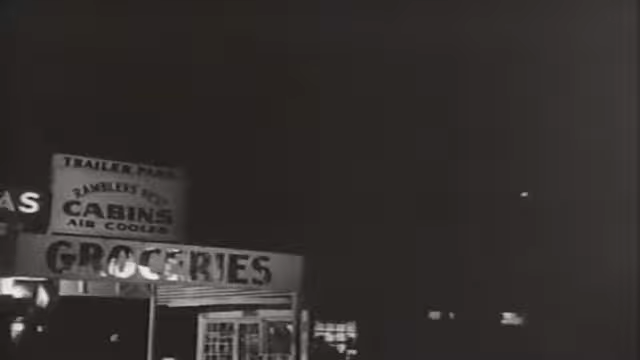 TRAILER PARK
RAMBLERS REST
CABINS
AIR COOLED
AS
GROCERIES